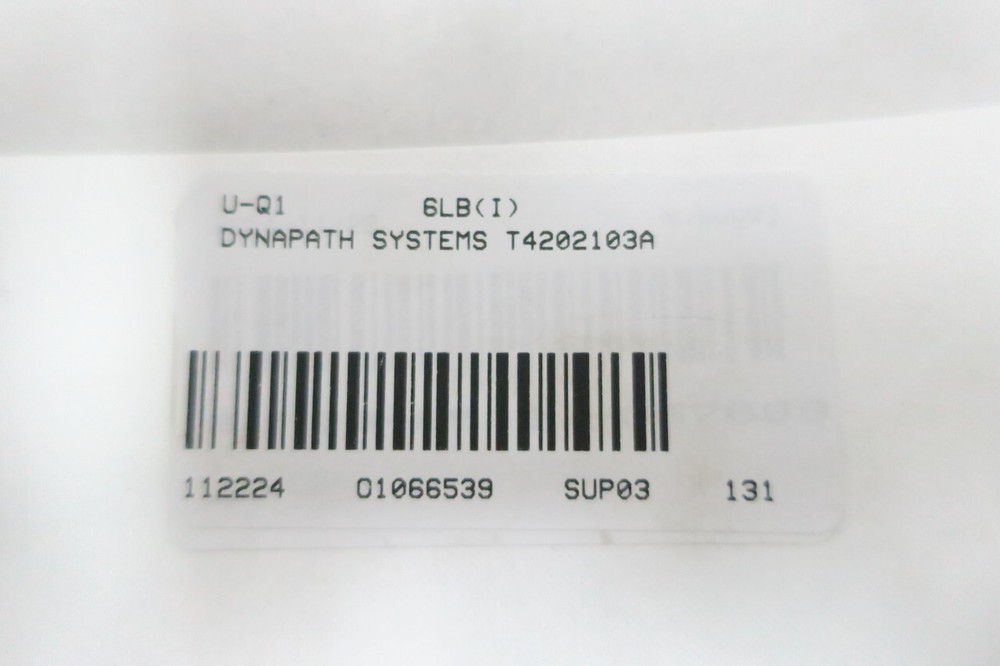 U-Q1 6LB(I)
DYNAPATH SYSTEMS T4202103A
112224 01066539 SUP03 131